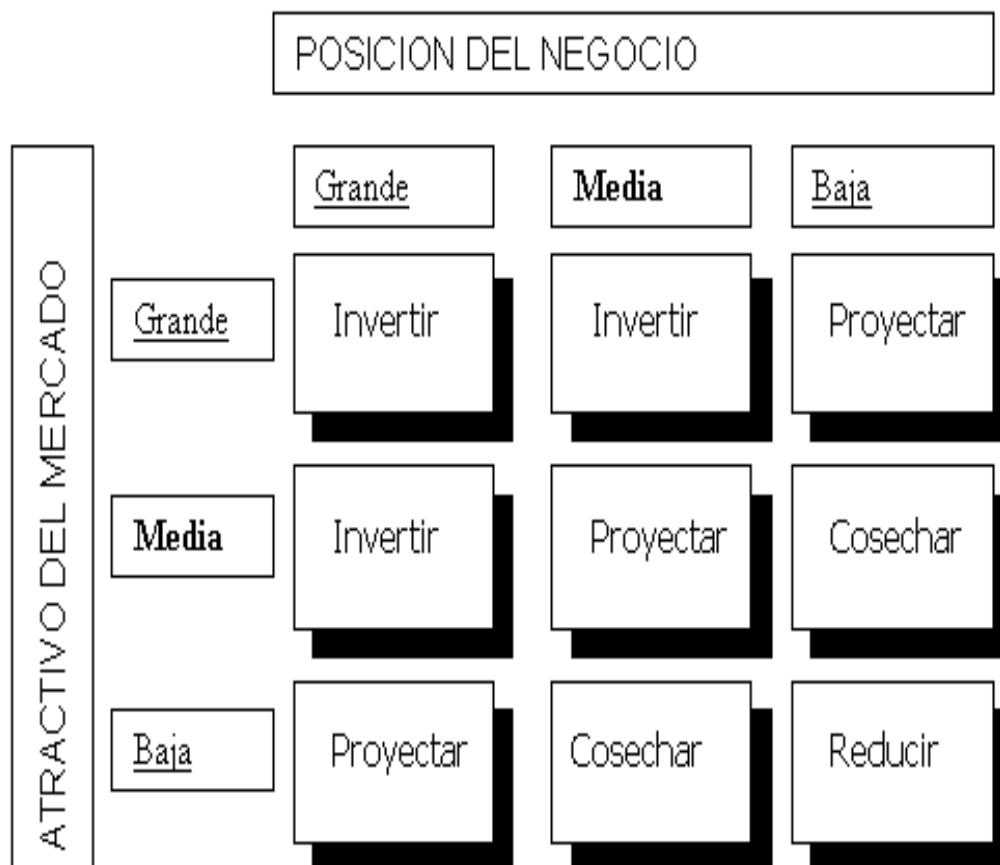 POSICION DEL NEGOCIO
Grande
Media
Baja
ATRACTIVO DEL MERCADO
Grande
Invertir
Invertir
Proyectar
Media
Invertir
Proyectar
Cosechar
Baja
Proyectar
Cosechar
Reducir